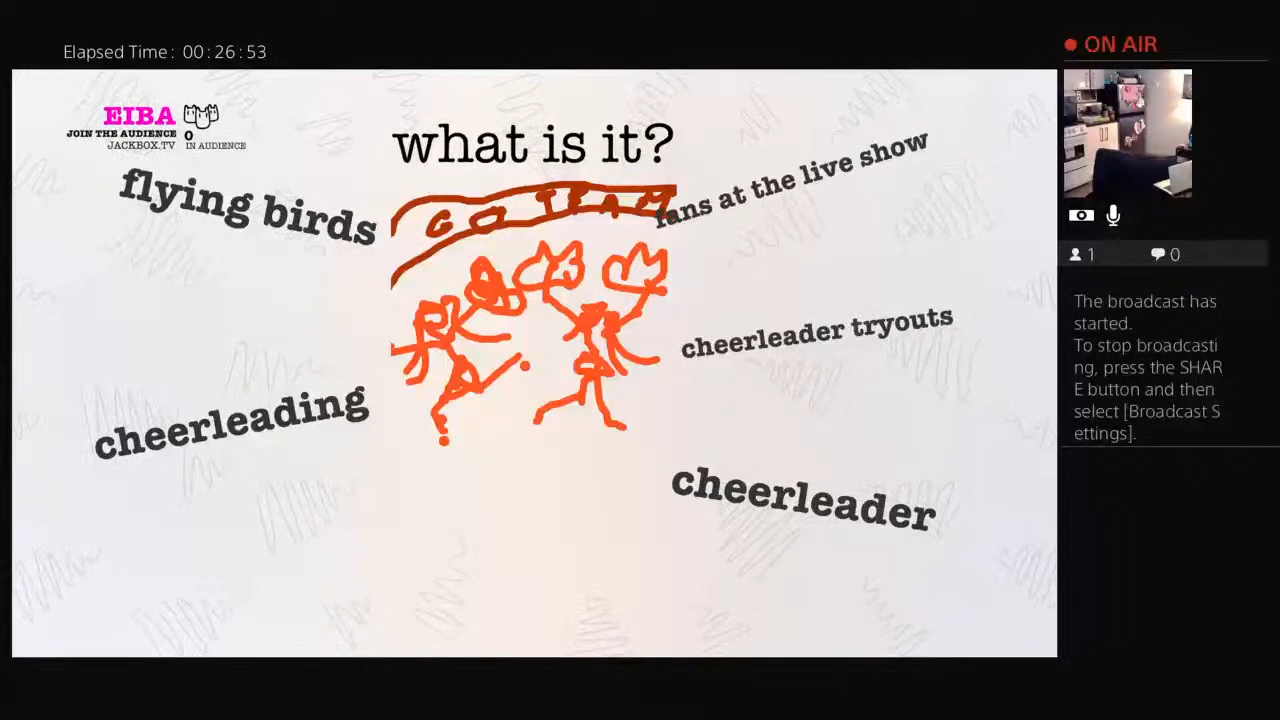 Elapsed Time: 00:26:53
ON AIR
EIBA
JOIN THE AUDIENCE 0
JACKBOX.TV IN AUDIENCE
what is it?
flying birds
fans at the live show
GO TEAM
cheerleader tryouts
cheerleading
cheerleader
1 0
The broadcast has
started.
To stop broadcasti
ng, press the SHAR
E button and then
select [Broadcast S
ettings].